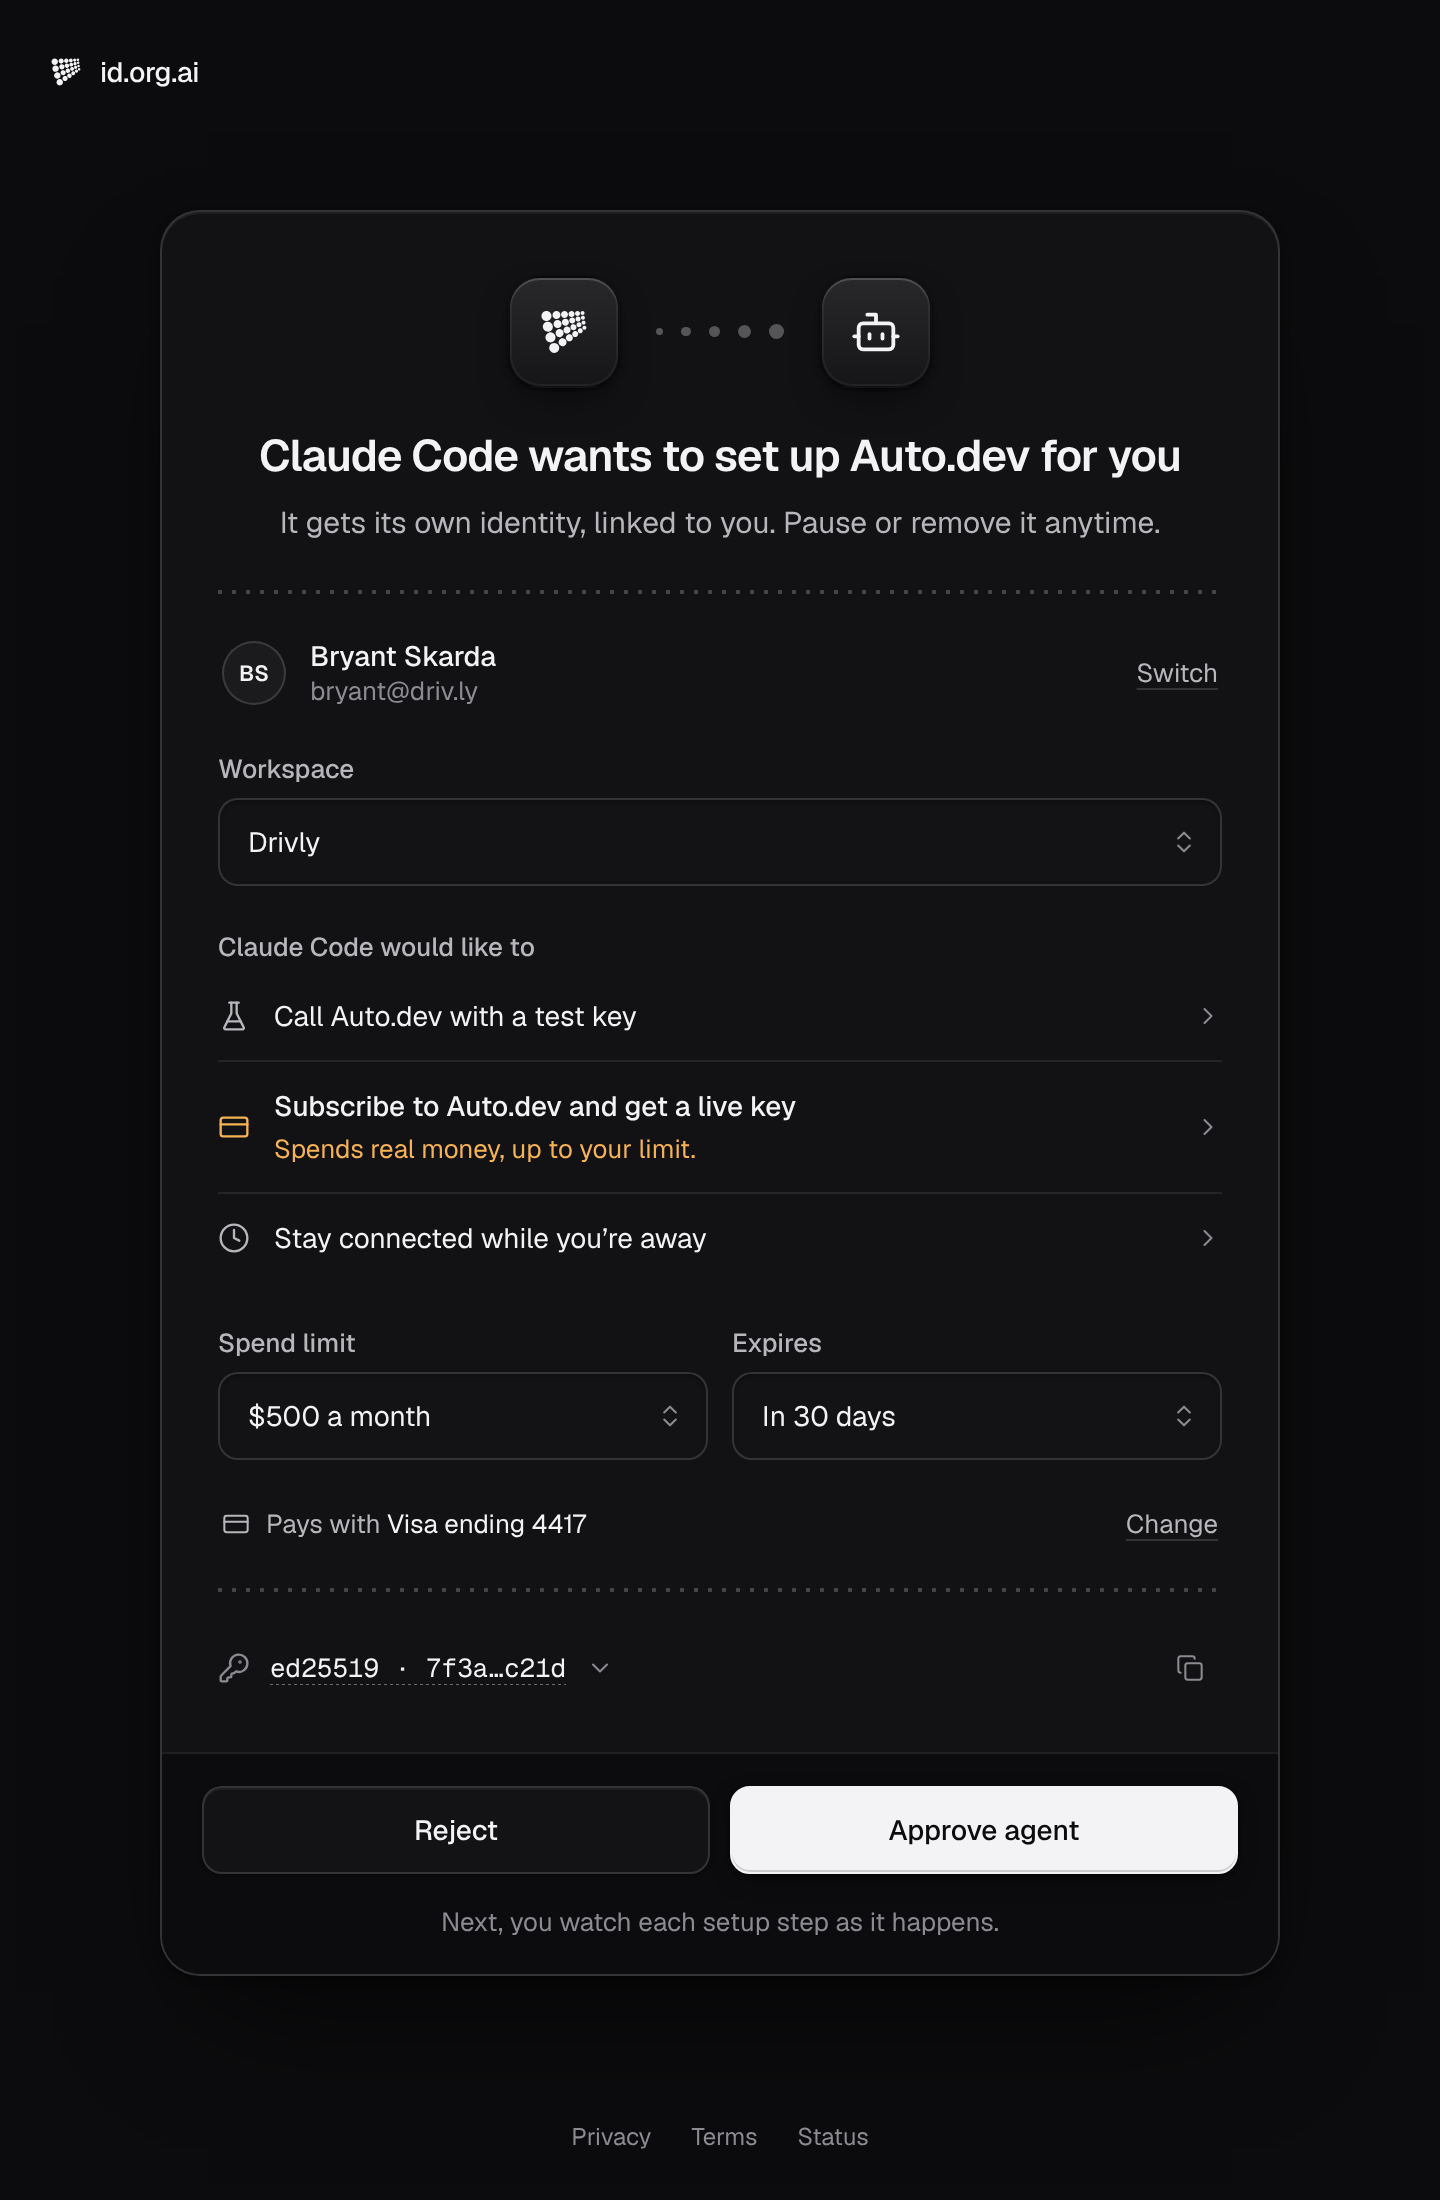 id.org.ai
Claude Code wants to set up Auto.dev for you
It gets its own identity, linked to you. Pause or remove it anytime.
BS
Bryant Skarda
bryant@driv.ly
Switch
Workspace
Drivly
Claude Code would like to
Call Auto.dev with a test key
Subscribe to Auto.dev and get a live key
Spends real money, up to your limit.
Stay connected while you’re away
Spend limit
Expires
$500 a month
In 30 days
Pays with Visa ending 4417
Change
ed25519 · 7f3a…c21d
Reject
Approve agent
Next, you watch each setup step as it happens.
Privacy
Terms
Status